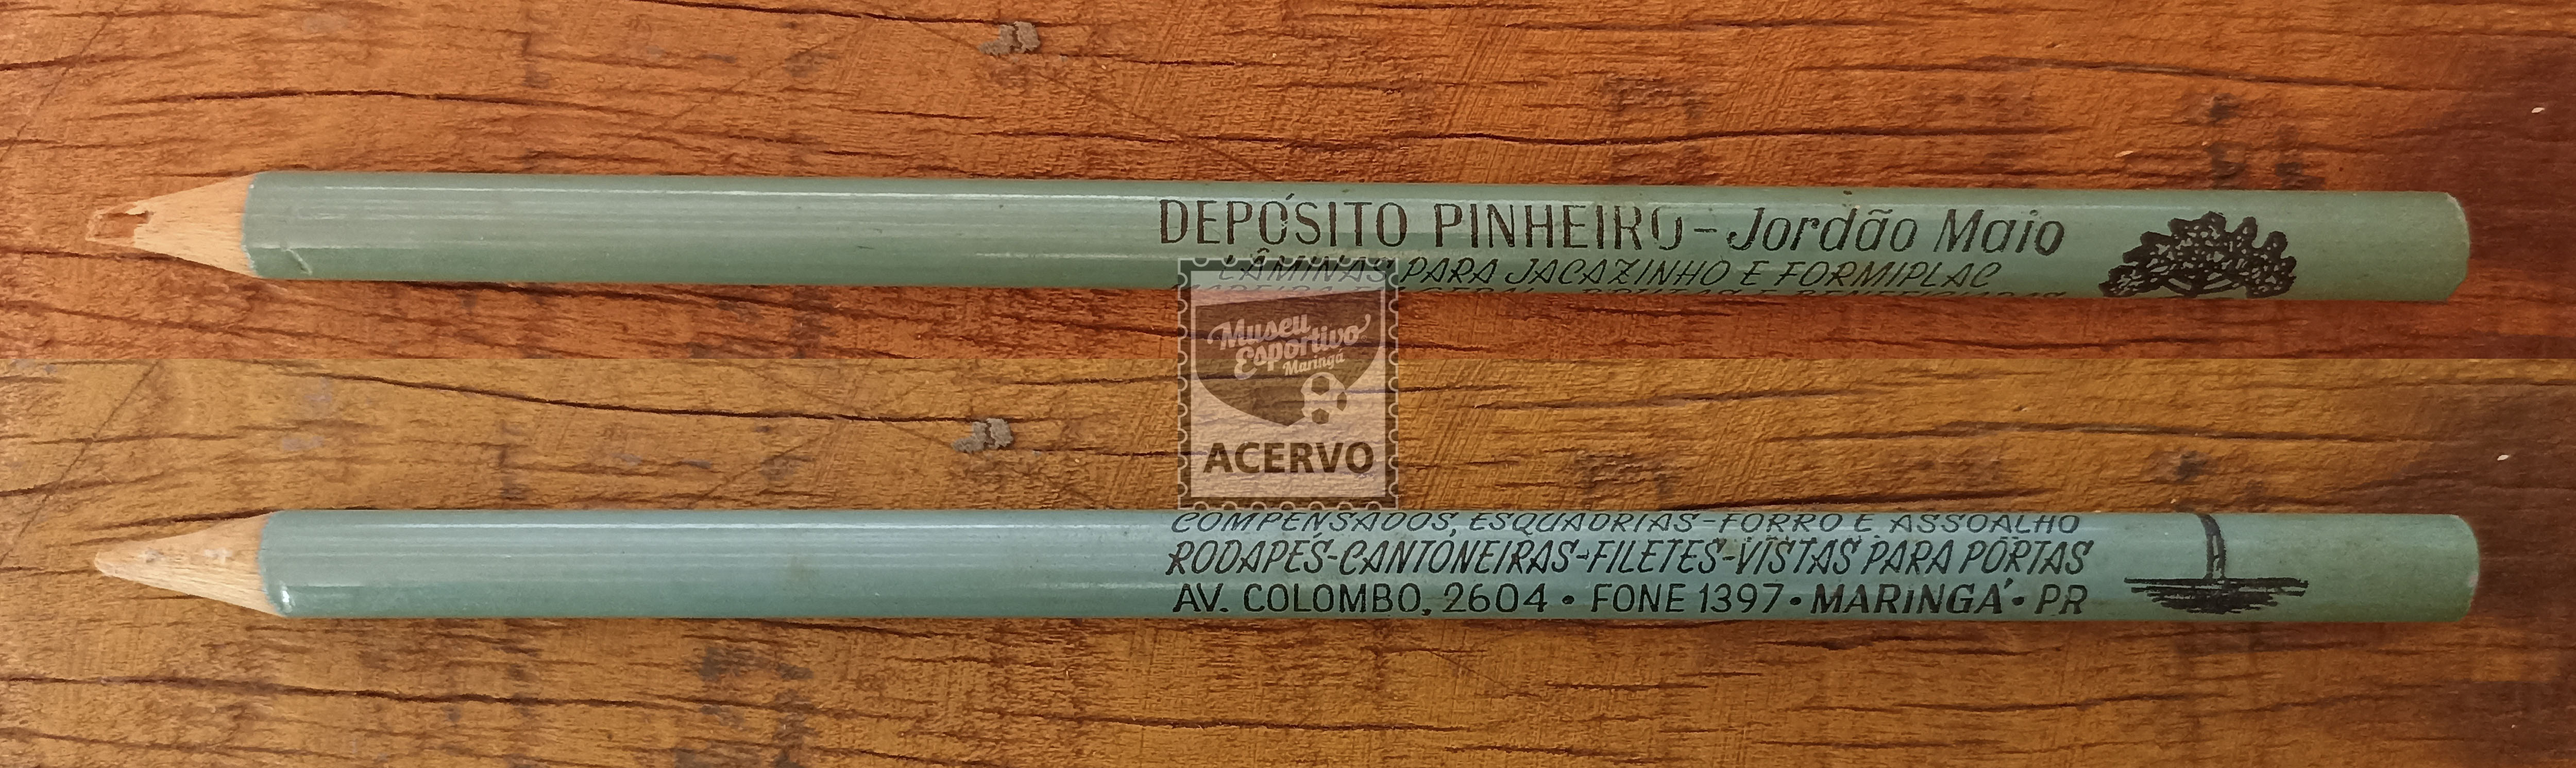 DEPÓSITO PINHEIRO-Jordão Maio
LÂMINAS PARA JACAZINHO E FORMIPLAC
Museu
Esportivo
Maringá
ACERVO
COMPENSADOS, ESQUADRIAS-FORRO E ASSOALHO
RODAPÉS-CANTONEIRAS-FILETES-VISTAS PARA PORTAS
AV. COLOMBO, 2604 • FONE 1397 • MARINGÁ • PR